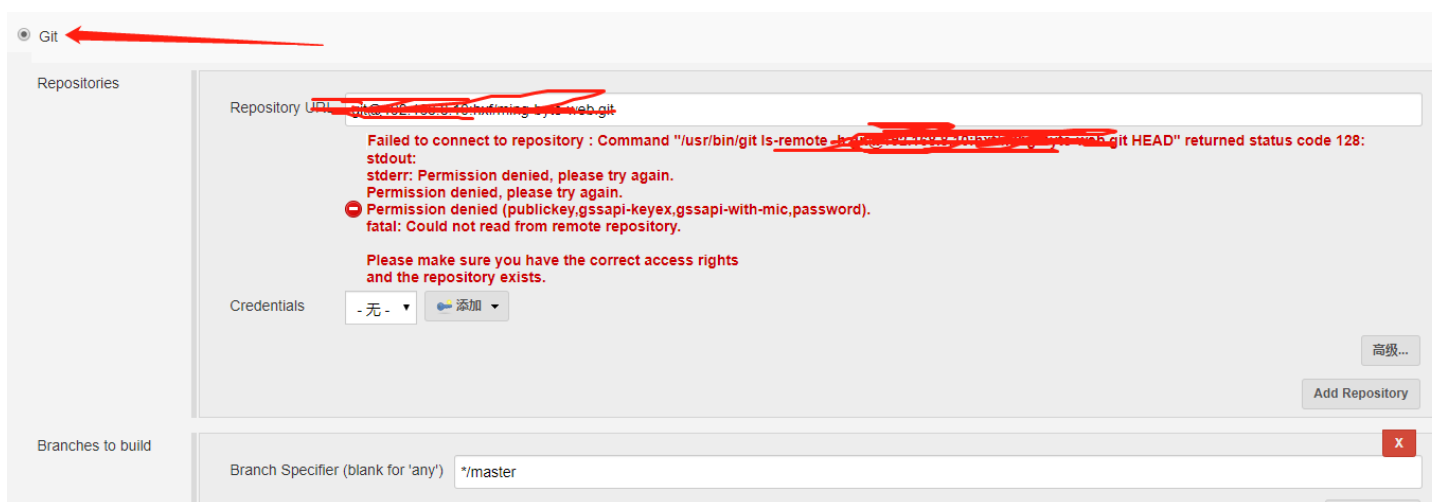 Git
Repositories
Repository URL
Failed to connect to repository : Command "/usr/bin/git ls-remote -h git HEAD" returned status code 128:
stdout:
stderr: Permission denied, please try again.
Permission denied, please try again.
Permission denied (publickey,gssapi-keyex,gssapi-with-mic,password).
fatal: Could not read from remote repository.
Please make sure you have the correct access rights
and the repository exists.
Credentials
- 无 -
添加
高级...
Add Repository
Branches to build
X
Branch Specifier (blank for 'any')
*/master